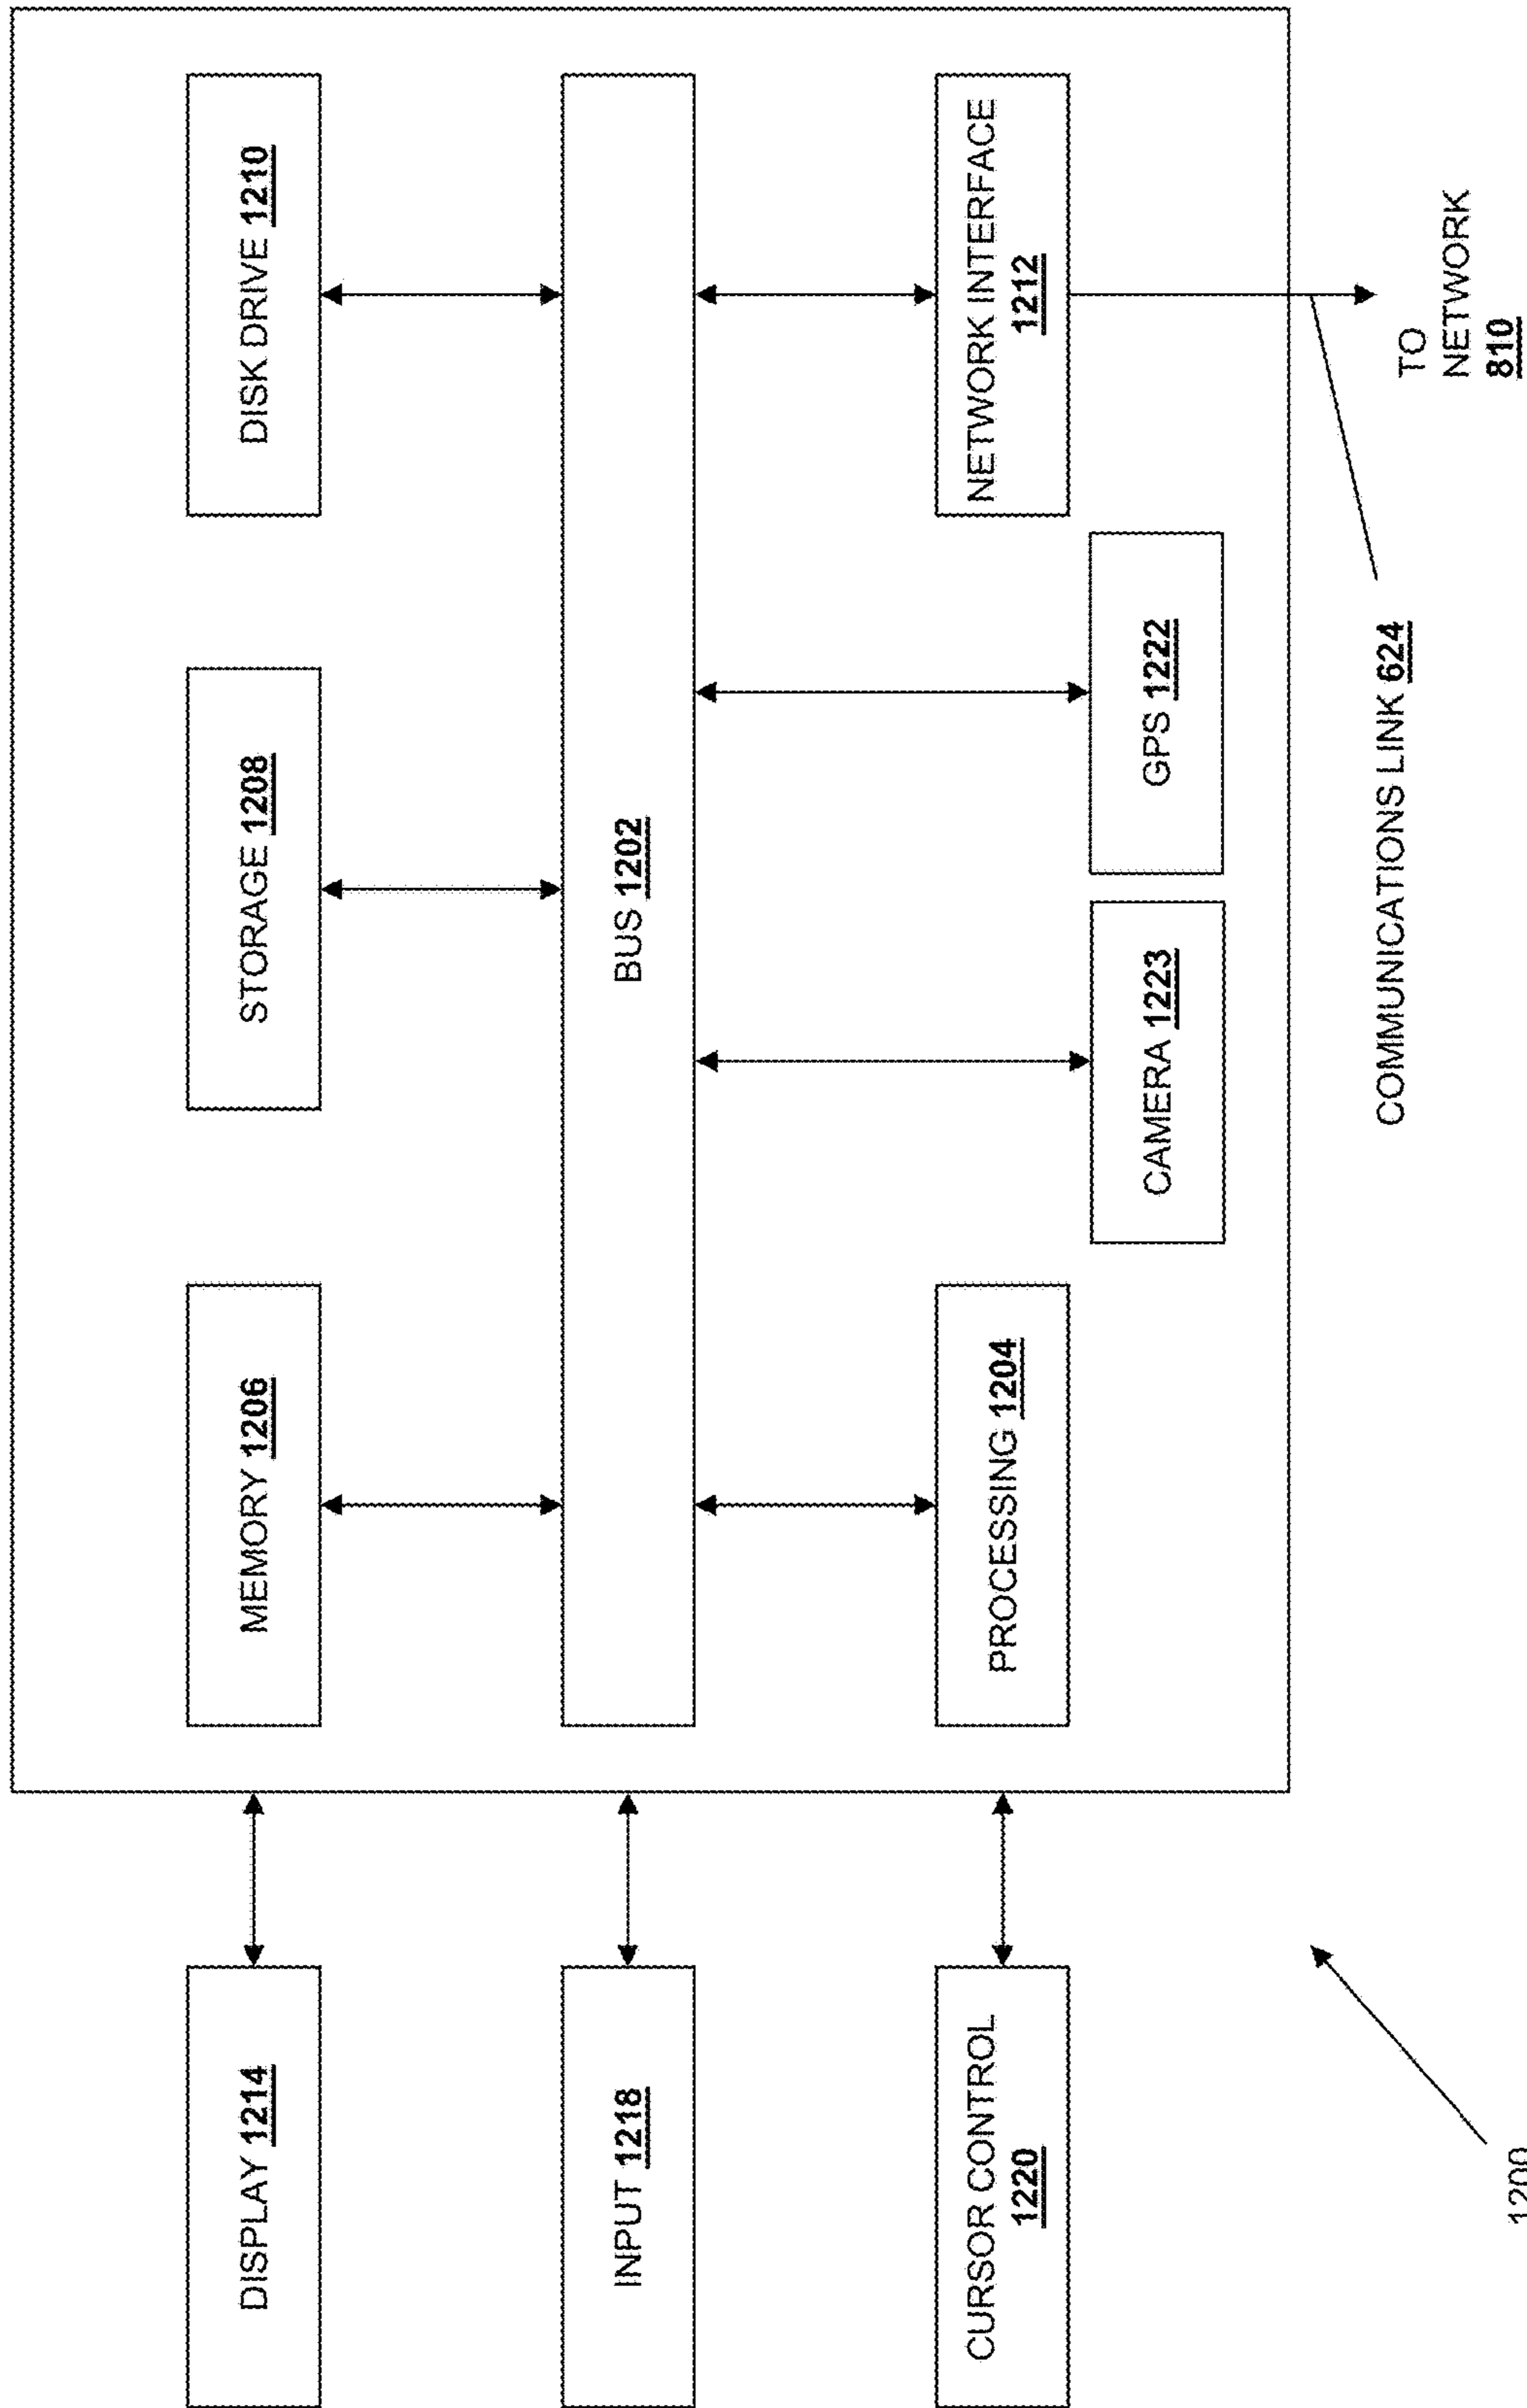 DISPLAY 1214
MEMORY 1206
STORAGE 1208
DISK DRIVE 1210
INPUT 1218
BUS 1202
CURSOR CONTROL
1220
PROCESSING 1204
NETWORK INTERFACE
1212
CAMERA 1223
GPS 1222
COMMUNICATIONS LINK 624
TO
NETWORK
810
1200